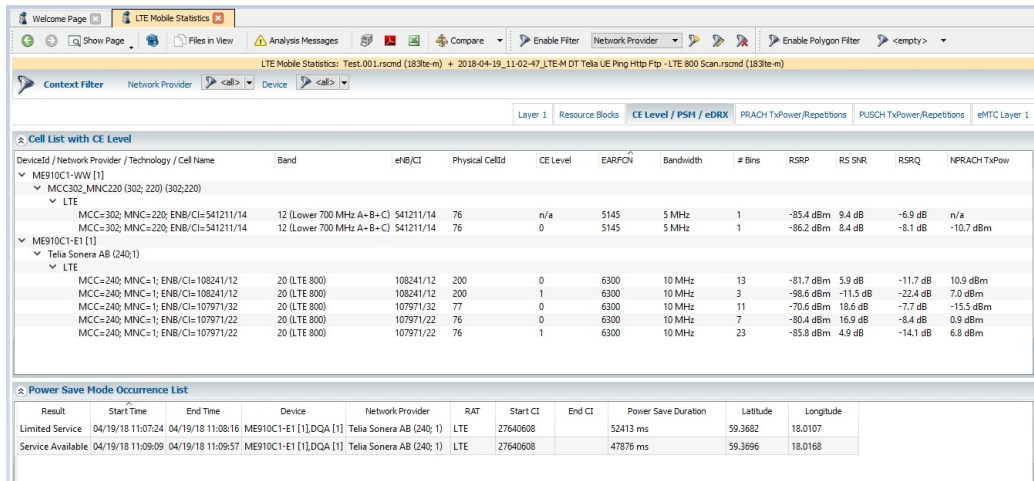 Welcome Page LTE Mobile Statistics
Show Page Files in View Analysis Messages Compare Enable Filter Network Provider Enable Polygon Filter <empty>
LTE Mobile Statistics: Test.001.rscmd (183lte-m) + 2018-04-19_11-02-47_LTE-M DT Telia UE Ping Http Ftp - LTE 800 Scan.rscmd (183lte-m)
Context Filter Network Provider <all> Device <all>
Layer 1 Resource Blocks CE Level / PSM / eDRX PRACH TxPower/Repetitions PUSCH TxPower/Repetitions eMTC Layer 1
Cell List with CE Level
DeviceId / Network Provider / Technology / Cell Name Band eNB/CI Physical CellId CE Level EARFCN Bandwidth # Bins RSRP RS SNR RSRQ NPRACH TxPow
ME910C1-WW [1]
MCC302_MNC220 (302; 220) (302;220)
LTE
MCC=302; MNC=220; ENB/CI=541211/14 12 (Lower 700 MHz A+B+C) 541211/14 76 n/a 5145 5 MHz 1 -85.4 dBm 9.4 dB -6.9 dB n/a
MCC=302; MNC=220; ENB/CI=541211/14 12 (Lower 700 MHz A+B+C) 541211/14 76 0 5145 5 MHz 1 -86.2 dBm 8.4 dB -8.1 dB -10.7 dBm
ME910C1-E1 [1]
Telia Sonera AB (240;1)
LTE
MCC=240; MNC=1; ENB/CI=108241/12 20 (LTE 800) 108241/12 200 0 6300 10 MHz 13 -81.7 dBm 5.9 dB -11.7 dB 10.9 dBm
MCC=240; MNC=1; ENB/CI=108241/12 20 (LTE 800) 108241/12 200 1 6300 10 MHz 3 -98.6 dBm -11.5 dB -22.4 dB 7.0 dBm
MCC=240; MNC=1; ENB/CI=107971/32 20 (LTE 800) 107971/32 77 0 6300 10 MHz 11 -70.6 dBm 18.6 dB -7.7 dB -15.5 dBm
MCC=240; MNC=1; ENB/CI=107971/22 20 (LTE 800) 107971/22 76 0 6300 10 MHz 7 -80.4 dBm 16.9 dB -8.4 dB 0.9 dBm
MCC=240; MNC=1; ENB/CI=107971/22 20 (LTE 800) 107971/22 76 1 6300 10 MHz 23 -85.8 dBm 4.9 dB -14.1 dB 6.8 dBm
Power Save Mode Occurrence List
Result Start Time End Time Device Network Provider RAT Start CI End CI Power Save Duration Latitude Longitude
Limited Service 04/19/18 11:07:24 04/19/18 11:08:16 ME910C1-E1 [1],DQA [1] Telia Sonera AB (240; 1) LTE 27640608 52413 ms 59.3682 18.0107
Service Available 04/19/18 11:09:09 04/19/18 11:09:57 ME910C1-E1 [1],DQA [1] Telia Sonera AB (240; 1) LTE 27640608 47876 ms 59.3696 18.0168